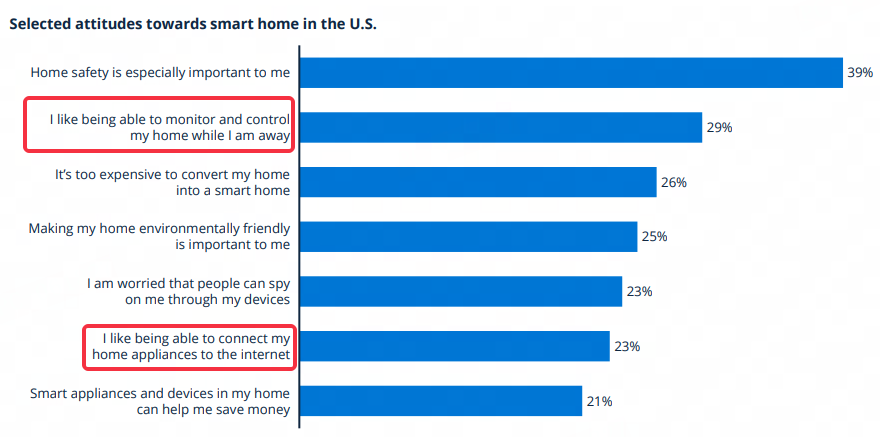 Selected attitudes towards smart home in the U.S.
Home safety is especially important to me
39%
I like being able to monitor and control
my home while I am away
29%
It’s too expensive to convert my home
into a smart home
26%
Making my home environmentally friendly
is important to me
25%
I am worried that people can spy
on me through my devices
23%
I like being able to connect my
home appliances to the internet
23%
Smart appliances and devices in my home
can help me save money
21%